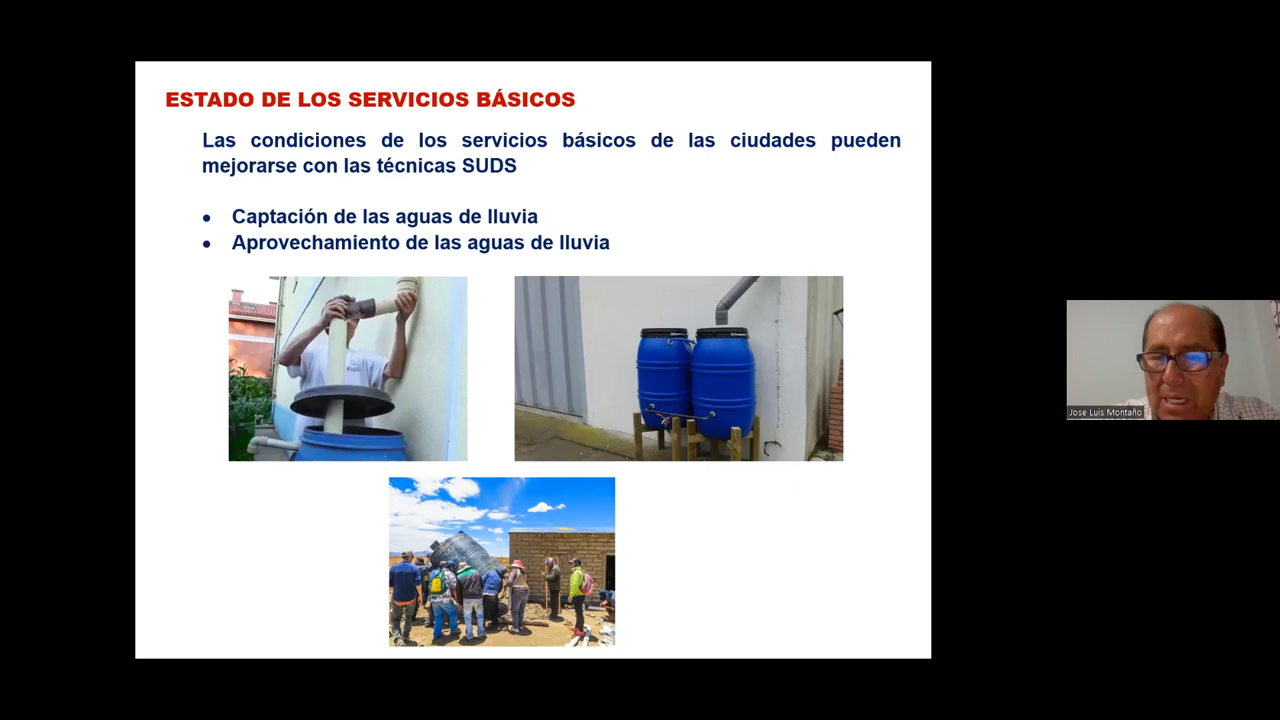 ESTADO DE LOS SERVICIOS BÁSICOS
Las condiciones de los servicios básicos de las ciudades pueden
mejorarse con las técnicas SUDS
• Captación de las aguas de lluvia
• Aprovechamiento de las aguas de lluvia
Jose Luis Montaño